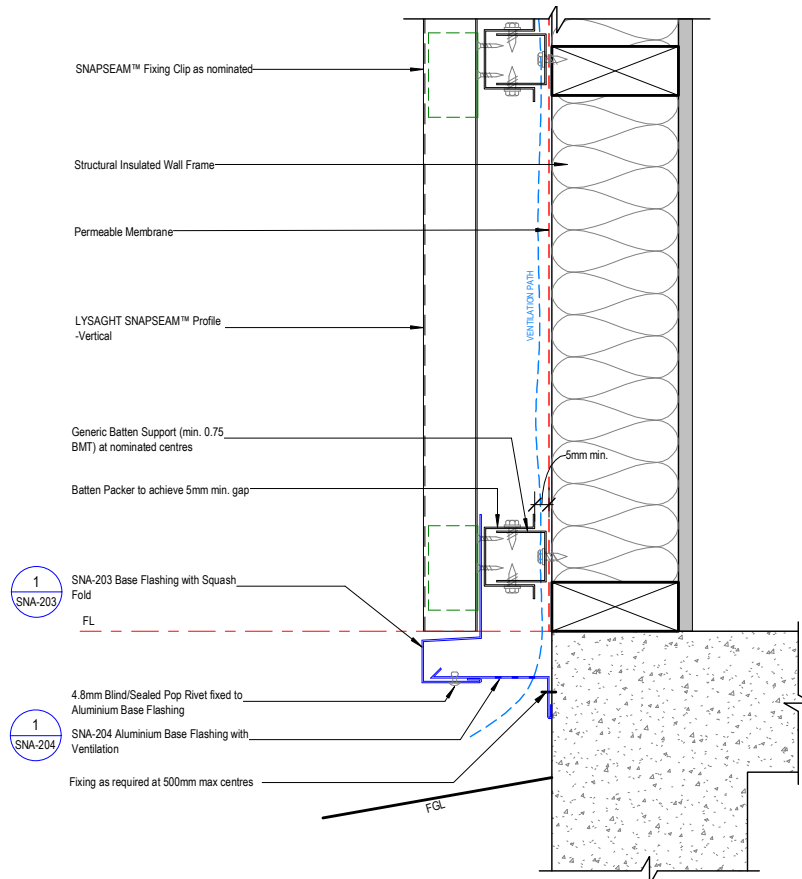 SNAPSEAM™ Fixing Clip as nominated
Structural Insulated Wall Frame
Permeable Membrane
VENTILATION PATH
LYSAGHT SNAPSEAM™ Profile
-Vertical
Generic Batten Support (min. 0.75
BMT) at nominated centres
5mm min.
Batten Packer to achieve 5mm min. gap
1
SNA-203
SNA-203 Base Flashing with Squash
Fold
FL
4.8mm Blind/Sealed Pop Rivet fixed to
Aluminium Base Flashing
1
SNA-204
SNA-204 Aluminium Base Flashing with
Ventilation
Fixing as required at 500mm max centres
FGL